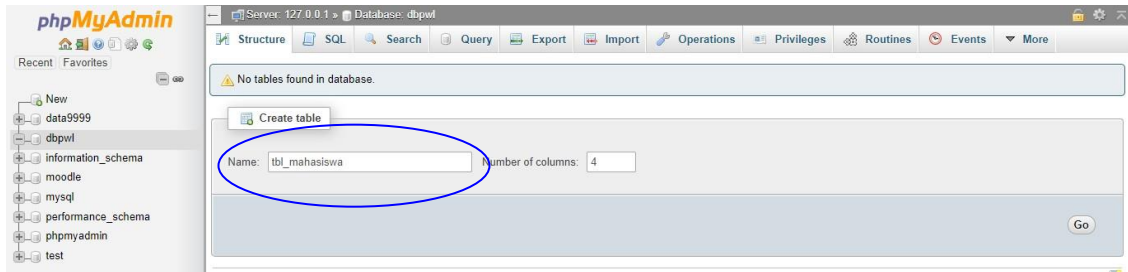 phpMyAdmin
Recent Favorites
New
data9999
dbpwl
information_schema
moodle
mysql
performance_schema
phpmyadmin
test
Server: 127.0.0.1 » Database: dbpwl
Structure SQL Search Query Export Import Operations Privileges Routines Events More
No tables found in database.
Create table
Name: tbl_mahasiswa Number of columns: 4
Go